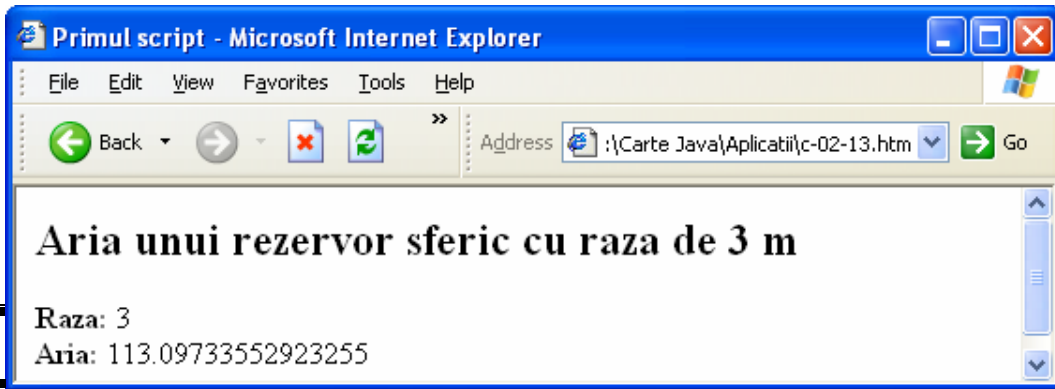 Primul script - Microsoft Internet Explorer
File Edit View Favorites Tools Help
Back » Address :\Carte Java\Aplicatii\c-02-13.htm Go
Aria unui rezervor sferic cu raza de 3 m
Raza: 3
Aria: 113.09733552923255